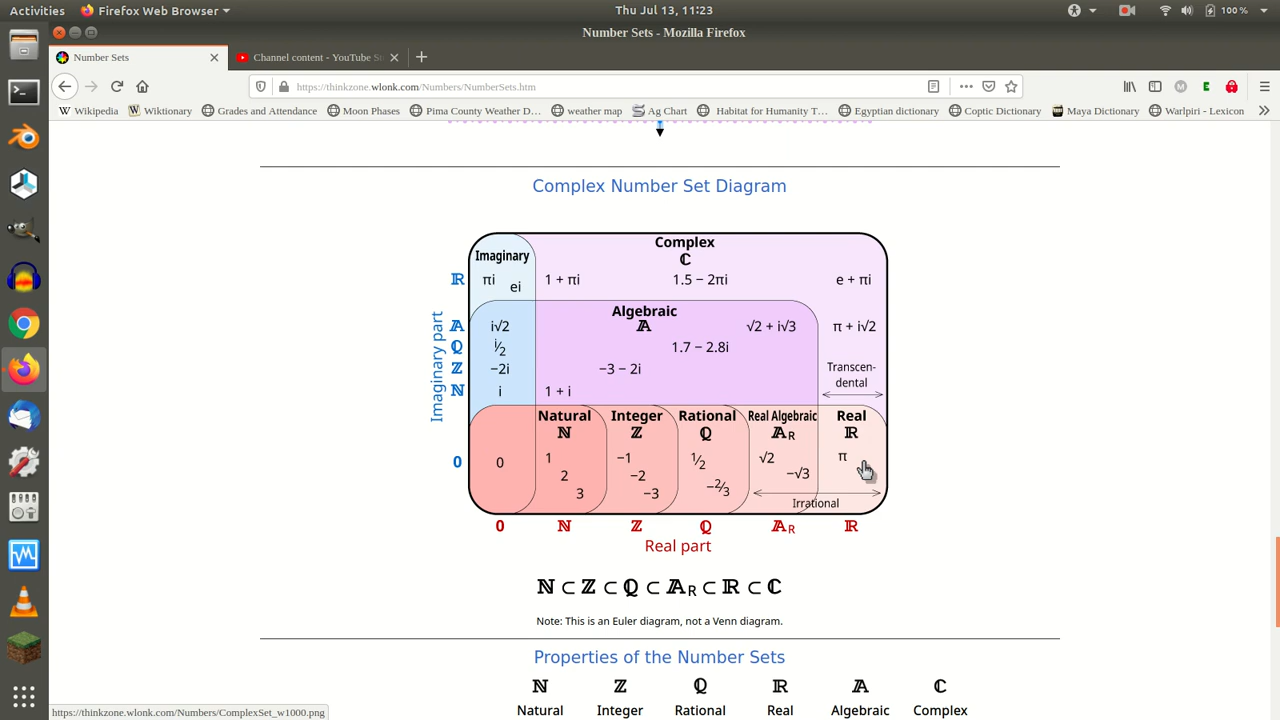 Activities Firefox Web Browser Thu Jul 13, 11:23 100 %
Number Sets - Mozilla Firefox
Number Sets Channel content - YouTube
https://thinkzone.wlonk.com/Numbers/NumberSets.htm
Wikipedia Wiktionary Grades and Attendance Moon Phases Pima County Weather D… weather map Ag Chart Habitat for Humanity T… Egyptian dictionary Coptic Dictionary Maya Dictionary Warlpiri - Lexicon
Complex Number Set Diagram
Complex
Imaginary ℂ
ℝ πi ei 1 + πi 1.5 − 2πi e + πi
Algebraic
𝔸 i√2 𝔸 √2 + i√3 π + i√2
ℚ i/2 1.7 − 2.8i
ℤ −2i −3 − 2i Transcen-
dental
ℕ i 1 + i
Imaginary part
Natural Integer Rational Real Algebraic Real
ℕ ℤ ℚ 𝔸R ℝ
0 0 1 −1 ½ √2 π
2 −2 −√3
3 −3 −⅔
Irrational
0 ℕ ℤ ℚ 𝔸R ℝ
Real part
ℕ ⊂ ℤ ⊂ ℚ ⊂ 𝔸R ⊂ ℝ ⊂ ℂ
Note: This is an Euler diagram, not a Venn diagram.
Properties of the Number Sets
ℕ ℤ ℚ ℝ 𝔸 ℂ
Natural Integer Rational Real Algebraic Complex
https://thinkzone.wlonk.com/Numbers/ComplexSet_w1000.png